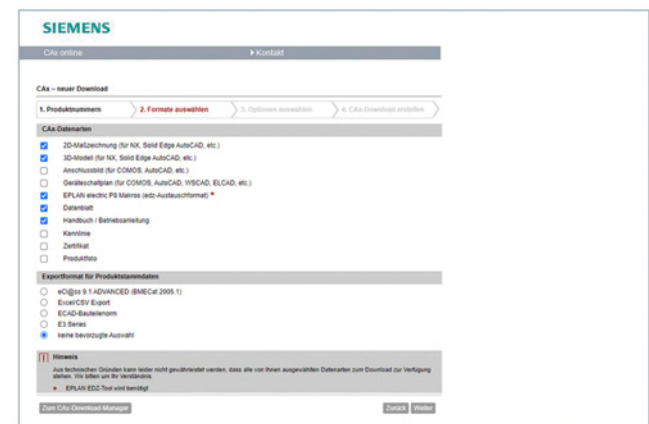 SIEMENS
CAx online
Kontakt
CAx – neuer Download
1. Produktnummern
2. Formate auswählen
3. Optionen auswählen
4. CAx-Download erstellen
CAx-Datenarten
2D-Maßzeichnung (für NX, Solid Edge AutoCAD, etc.)
3D-Modell (für NX, Solid Edge AutoCAD, etc.)
Anschlussbild (für COMOS, AutoCAD, etc.)
Geräteschaltplan (für COMOS, AutoCAD, WSCAD, ELCAD, etc.)
EPLAN electric P8 Makros (edz-Austauschformat) *
Datenblatt
Handbuch / Betriebsanleitung
Kennlinie
Zertifikat
Produktfoto
Exportformat für Produktstammdaten
eCl@ss 9.1 ADVANCED (BMECat 2005.1)
Excel/CSV Export
ECAD-Bauteilenorm
E3.Series
keine bevorzugte Auswahl
Hinweis
Aus technischen Gründen kann leider nicht gewährleistet werden, dass alle von Ihnen ausgewählten Datenarten zum Download zur Verfügung
stehen. Wir bitten um Ihr Verständnis.
* EPLAN EDZ-Tool wird benötigt
Zum CAx-Download-Manager
Zurück
Weiter